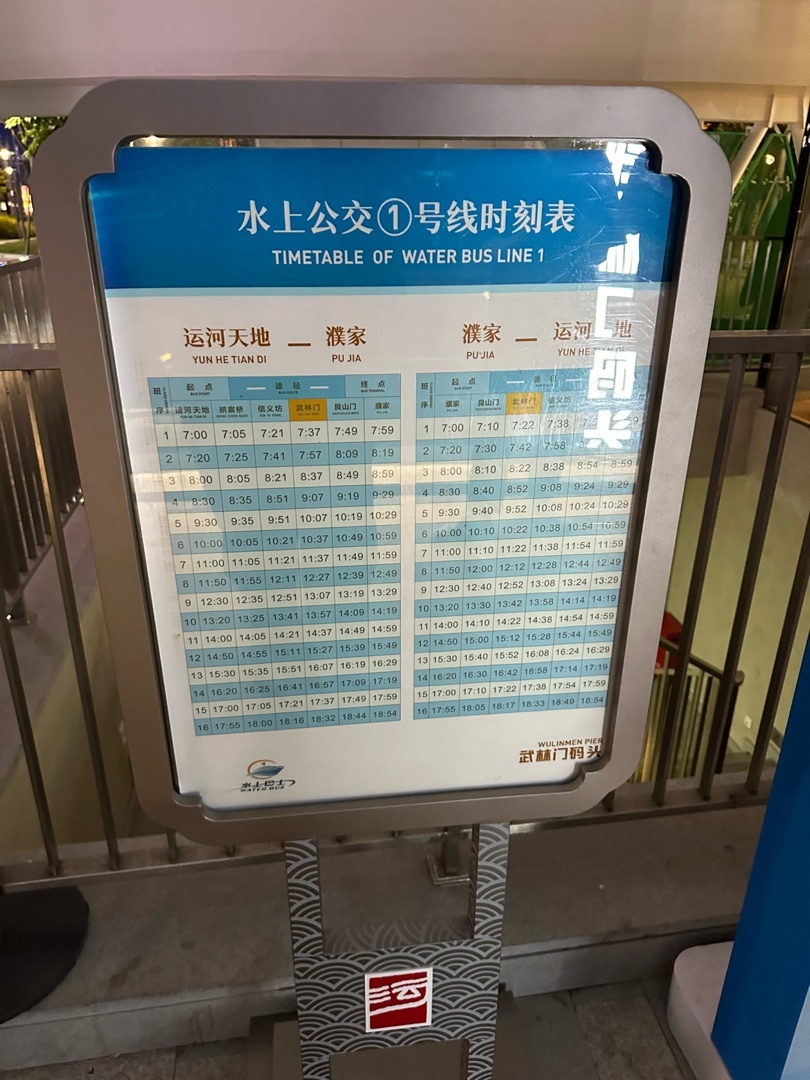 水上公交①号线时刻表
TIMETABLE OF WATER BUS LINE 1
运河天地 — 濮家
YUN HE TIAN DI PU JIA
濮家 — 运河 地
PU JIA YUN HE TIAN DI
班序 起点 途径 终点
运河天地 拱宸桥 信义坊 武林门 艮山门 濮家
1 7:00 7:05 7:21 7:37 7:49 7:59
2 7:20 7:25 7:41 7:57 8:09 8:19
3 8:00 8:05 8:21 8:37 8:49 8:59
4 8:30 8:35 8:51 9:07 9:19 9:29
5 9:30 9:35 9:51 10:07 10:19 10:29
6 10:00 10:05 10:21 10:37 10:49 10:59
7 11:00 11:05 11:21 11:37 11:49 11:59
8 11:50 11:55 12:11 12:27 12:39 12:49
9 12:30 12:35 12:51 13:07 13:19 13:29
10 13:20 13:25 13:41 13:57 14:09 14:19
11 14:00 14:05 14:21 14:37 14:49 14:59
12 14:50 14:55 15:11 15:27 15:39 15:49
13 15:30 15:35 15:51 16:07 16:19 16:29
14 16:20 16:25 16:41 16:57 17:09 17:19
15 17:00 17:05 17:21 17:37 17:49 17:59
16 17:55 18:00 18:16 18:32 18:44 18:54
班序 起点 途径
濮家 艮山门 武林门
1 7:00 7:10 7:22 7:38
2 7:20 7:30 7:42 7:58
3 8:00 8:10 8:22 8:38 8:54 8:59
4 8:30 8:40 8:52 9:08 9:24 9:29
5 9:30 9:40 9:52 10:08 10:24 10:29
6 10:00 10:10 10:22 10:38 10:54 10:59
7 11:00 11:10 11:22 11:38 11:54 11:59
8 11:50 12:00 12:12 12:28 12:44 12:49
9 12:30 12:40 12:52 13:08 13:24 13:29
10 13:20 13:30 13:42 13:58 14:14 14:19
11 14:00 14:10 14:22 14:38 14:54 14:59
12 14:50 15:00 15:12 15:28 15:44 15:49
13 15:30 15:40 15:52 16:08 16:24 16:29
14 16:20 16:30 16:42 16:58 17:14 17:19
15 17:00 17:10 17:22 17:38 17:54 17:59
16 17:55 18:05 18:17 18:33 18:49 18:54
水上巴士
WATER BUS
WULINMEN PIER
武林门码头